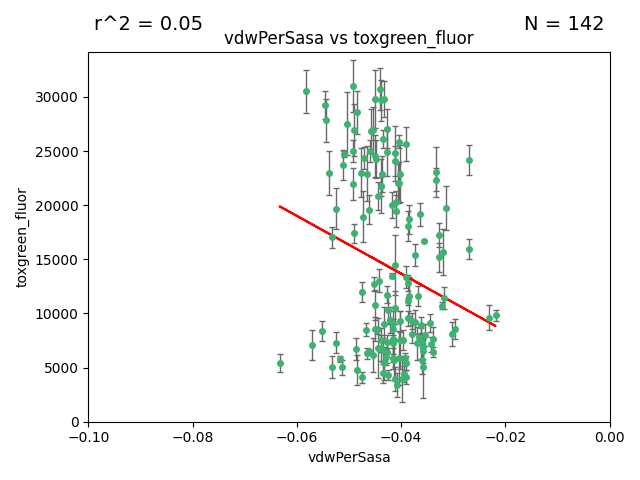 r^2 = 0.05
N = 142
vdwPerSasa vs toxgreen_fluor
30000
25000
20000
15000
10000
5000
0
toxgreen_fluor
−0.10
−0.08
−0.06
−0.04
−0.02
0.00
vdwPerSasa